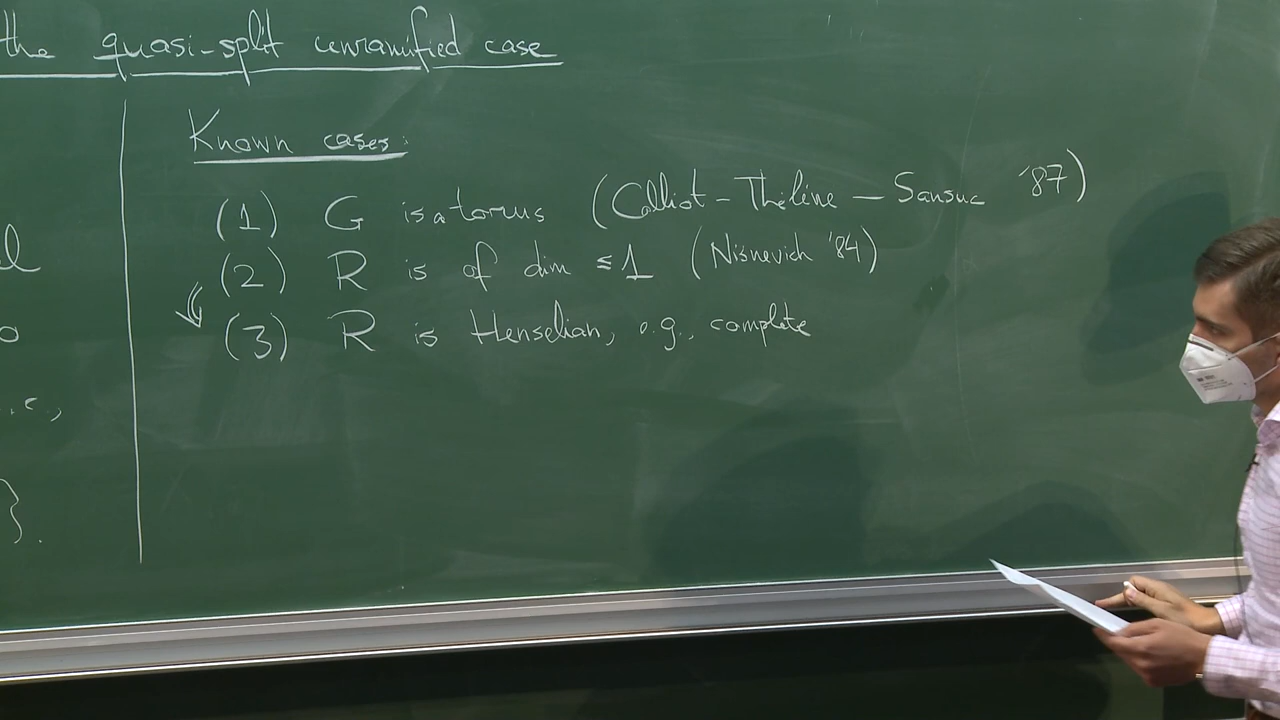 the quasi-split unramified case
Known cases:
(1) G is a torus (Colliot-Thélène - Sansuc '87)
(2) R is of dim ≤ 1 (Nisnevich '84)
⇓ (3) R is Henselian, e.g., complete
}.